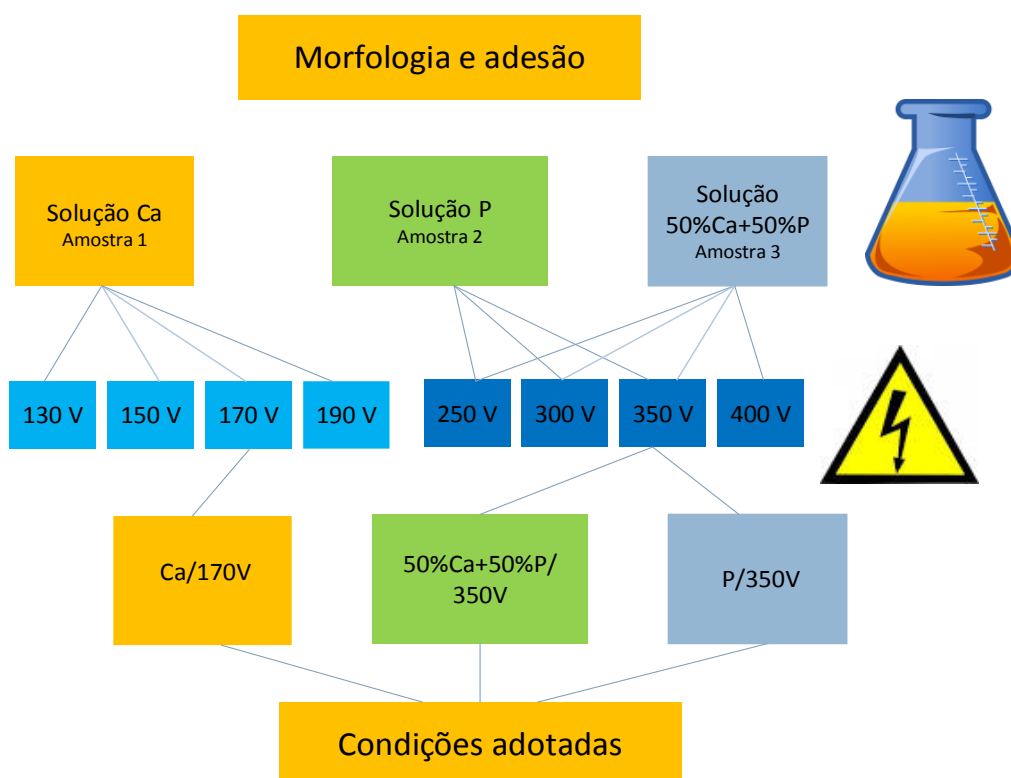 Morfologia e adesão
Solução Ca
Amostra 1
Solução P
Amostra 2
Solução
50%Ca+50%P
Amostra 3
130 V
150 V
170 V
190 V
250 V
300 V
350 V
400 V
Ca/170V
50%Ca+50%P/
350V
P/350V
Condições adotadas